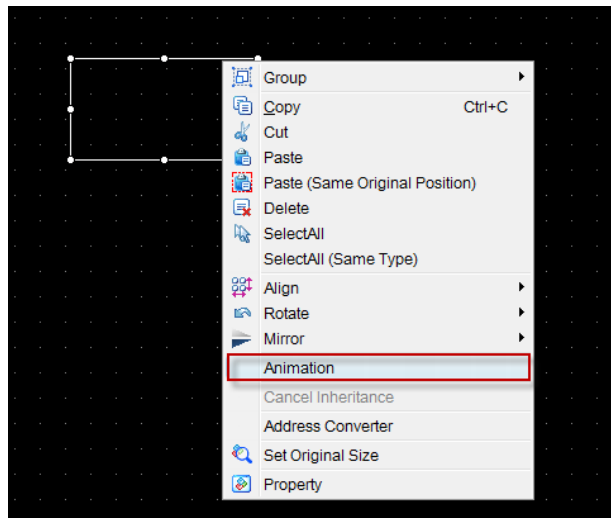 Group
Copy Ctrl+C
Cut
Paste
Paste (Same Original Position)
Delete
SelectAll
SelectAll (Same Type)
Align
Rotate
Mirror
Animation
Cancel Inheritance
Address Converter
Set Original Size
Property